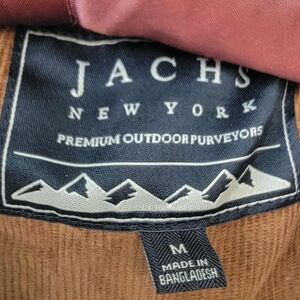 JACHS
NEW YORK
PREMIUM OUTDOOR PURVEYORS
M
MADE IN
BANGLADESH